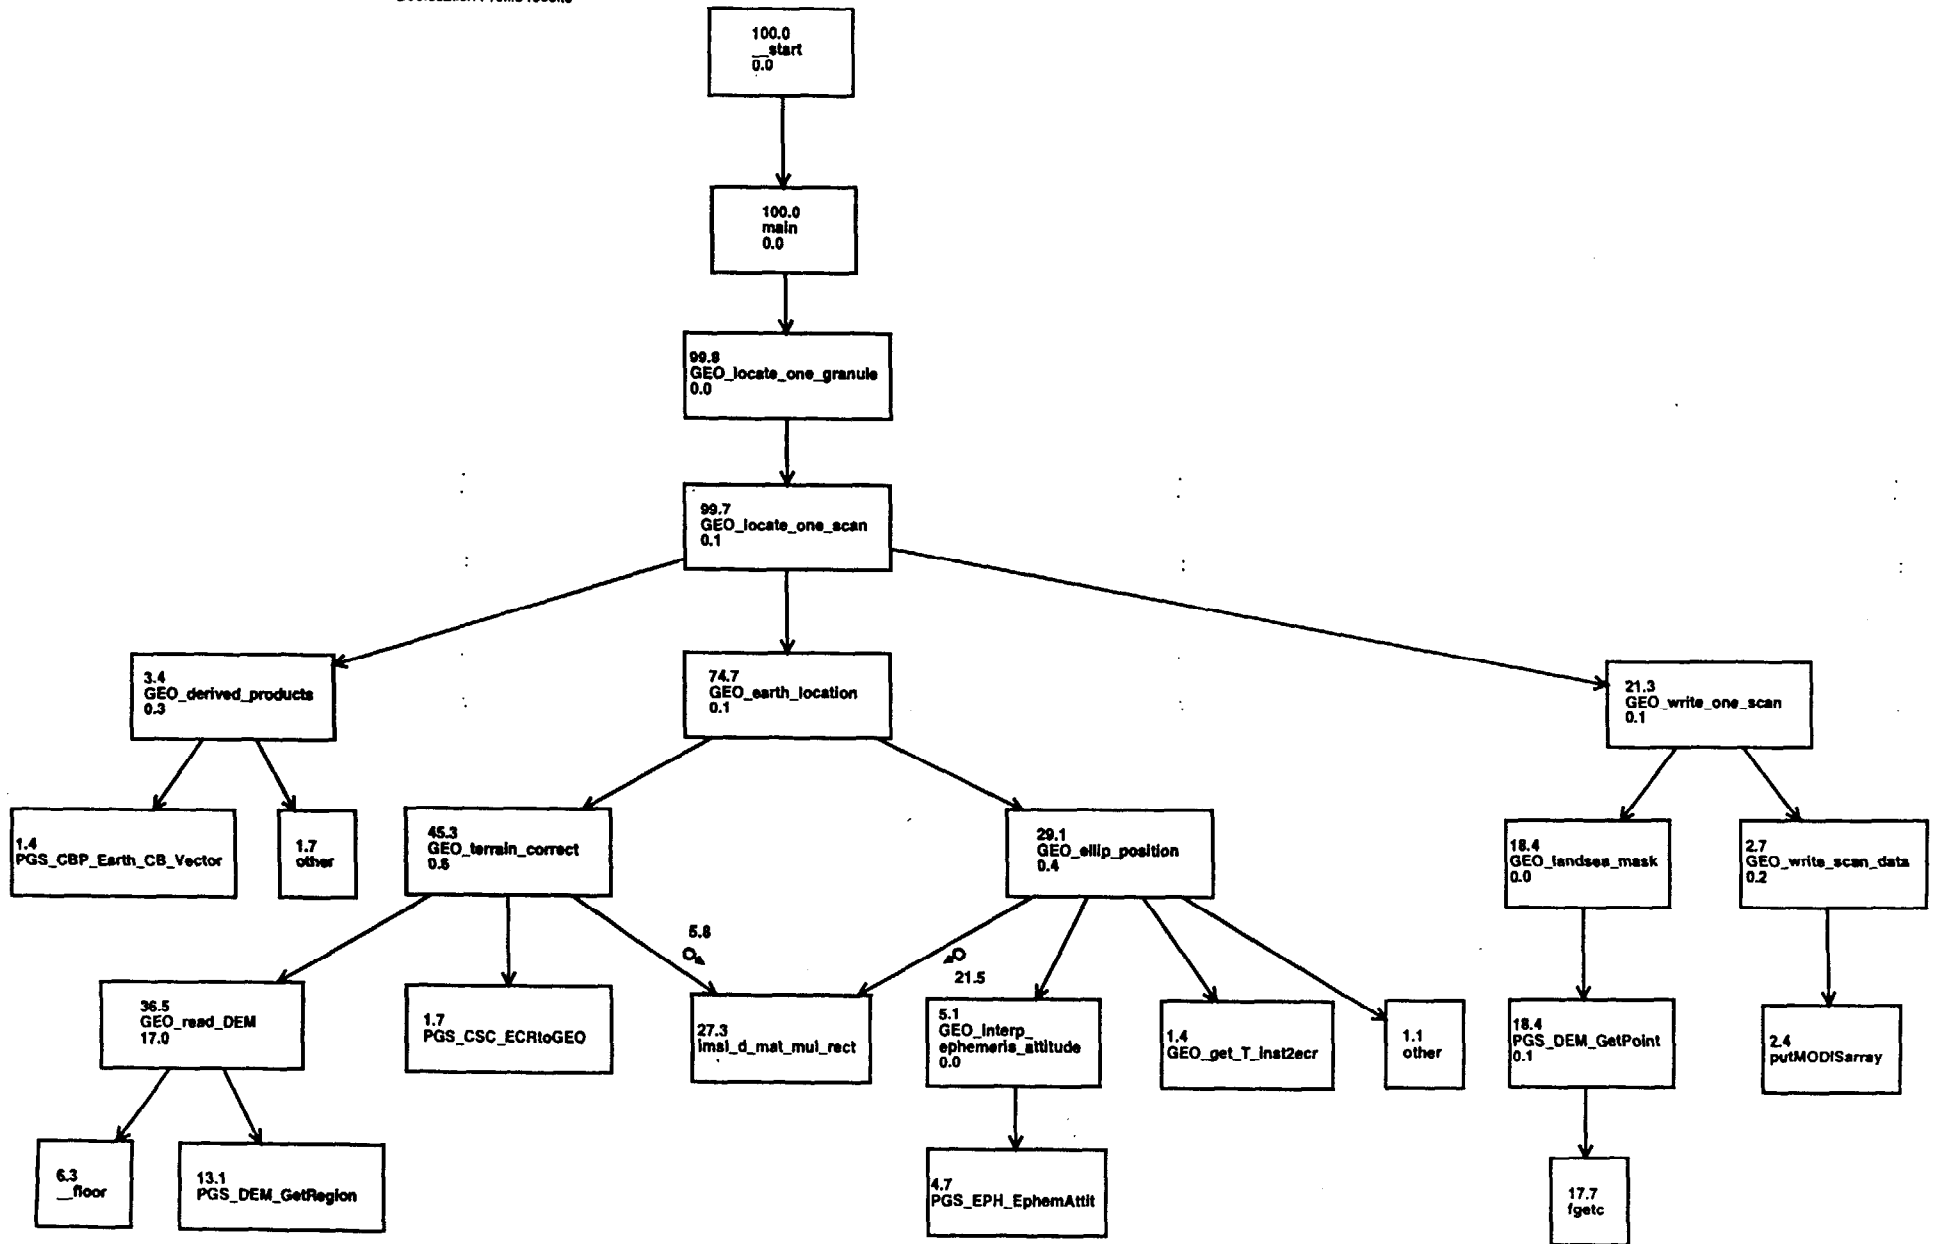 100.0
__start
0.0
100.0
main
0.0
99.8
GEO_locate_one_granule
0.0
99.7
GEO_locate_one_scan
0.1
3.4
GEO_derived_products
0.3
74.7
GEO_earth_location
0.1
21.3
GEO_write_one_scan
0.1
1.4
PGS_CBP_Earth_CB_Vector
1.7
other
45.3
GEO_terrain_correct
29.1
GEO_ellip_position
0.4
18.4
GEO_landsea_mask
0.0
2.7
GEO_write_scan_data
0.2
5.8
21.5
36.5
GEO_read_DEM
17.0
1.7
PGS_CSC_ECRtoGEO
27.3
imsl_d_mat_mul_rect
5.1
GEO_interp_
ephemeris_attitude
0.0
1.4
GEO_get_T_inst2ecr
1.1
other
18.4
PGS_DEM_GetPoint
0.1
2.4
putMODISarray
6.3
__floor
13.1
PGS_DEM_GetRegion
4.7
PGS_EPH_EphemAttit
17.7
fgetc